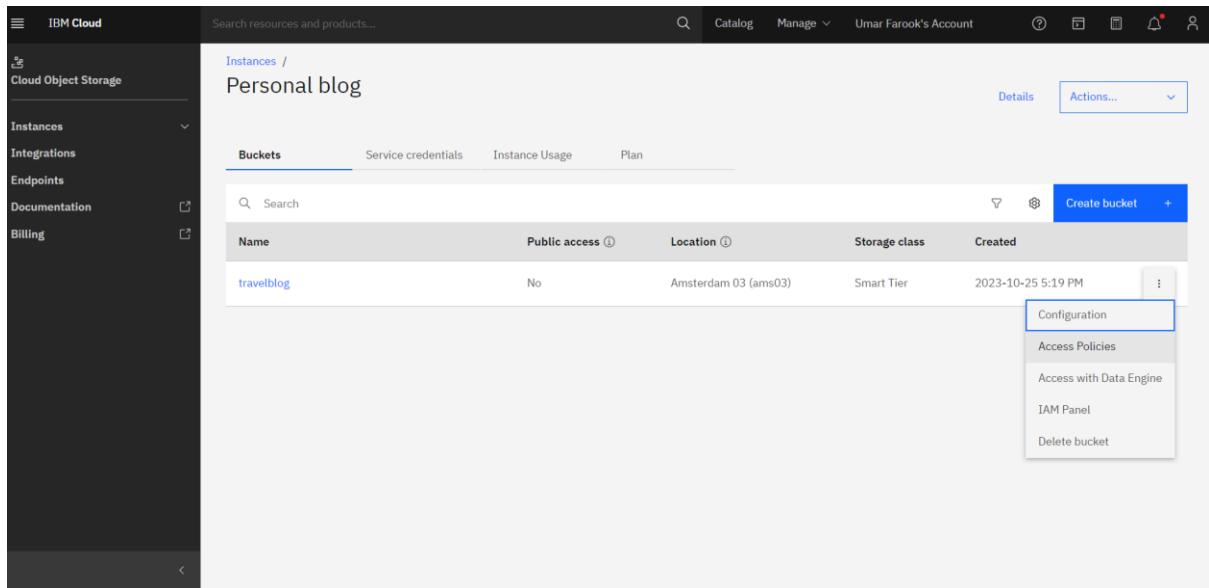 IBM Cloud
Search resources and products...
Catalog
Manage
Umar Farook's Account
Cloud Object Storage
Instances
Integrations
Endpoints
Documentation
Billing
Instances /
Personal blog
Details
Actions...
Buckets Service credentials Instance Usage Plan
Search
Create bucket +
Name Public access Location Storage class Created
travelblog No Amsterdam 03 (ams03) Smart Tier 2023-10-25 5:19 PM
Configuration
Access Policies
Access with Data Engine
IAM Panel
Delete bucket